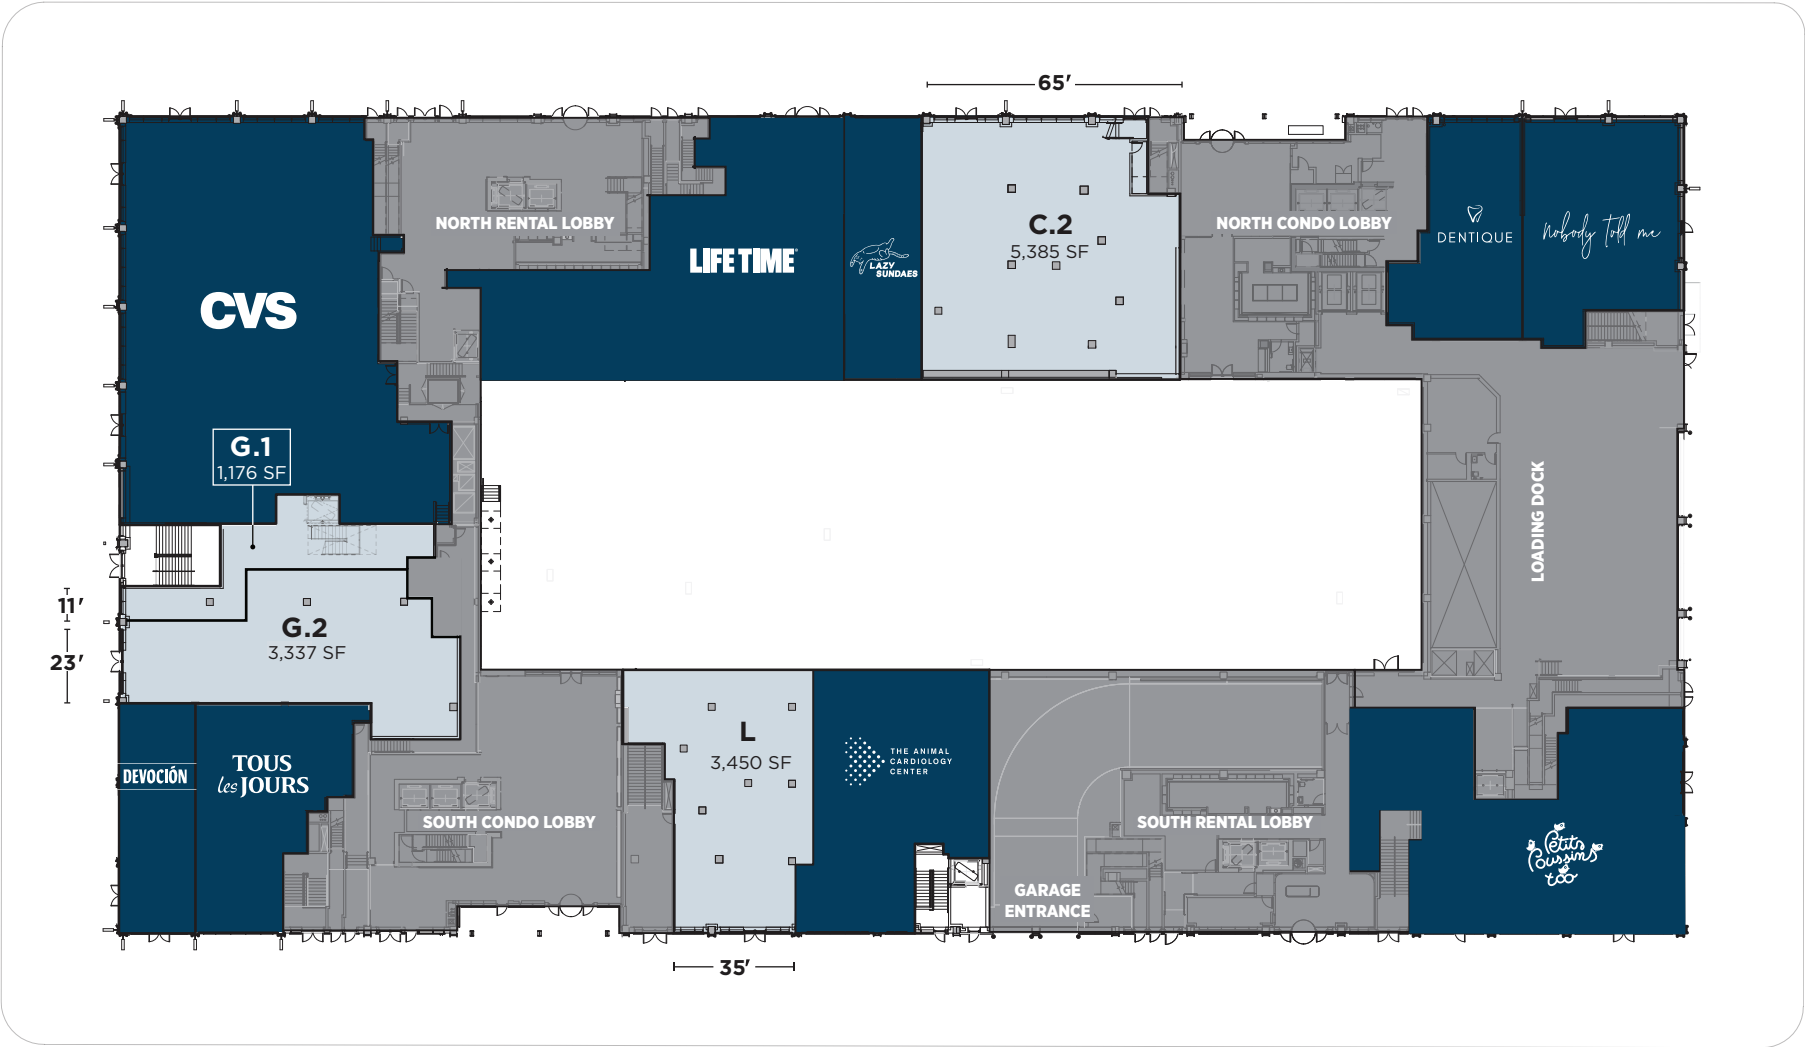 65'
NORTH RENTAL LOBBY
LIFE TIME
LAZY
SUNDAES
C.2
5,385 SF
NORTH CONDO LOBBY
DENTIQUE
Nobody Told me
CVS
G.1
1,176 SF
LOADING DOCK
11'
23'
G.2
3,337 SF
DEVOCIÓN
TOUS
les JOURS
SOUTH CONDO LOBBY
L
3,450 SF
THE ANIMAL
CARDIOLOGY
CENTER
SOUTH RENTAL LOBBY
GARAGE
ENTRANCE
Petits
Poussins
too
35'